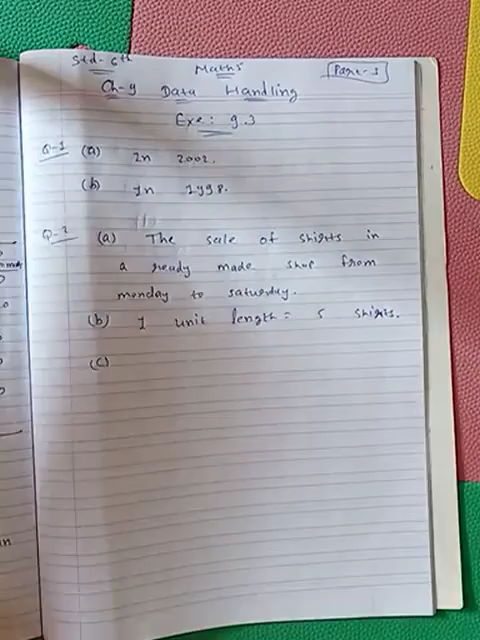 Std- 6th Maths Part-1
Ch-9 Data Handling
Exe: 9.3
Q-1 (a) In 2002.
(b) In 1998.
Q-2 (a) The sale of shirts in
a ready made shop from
monday to saturday.
(b) 1 unit length = 5 shirts.
(c)